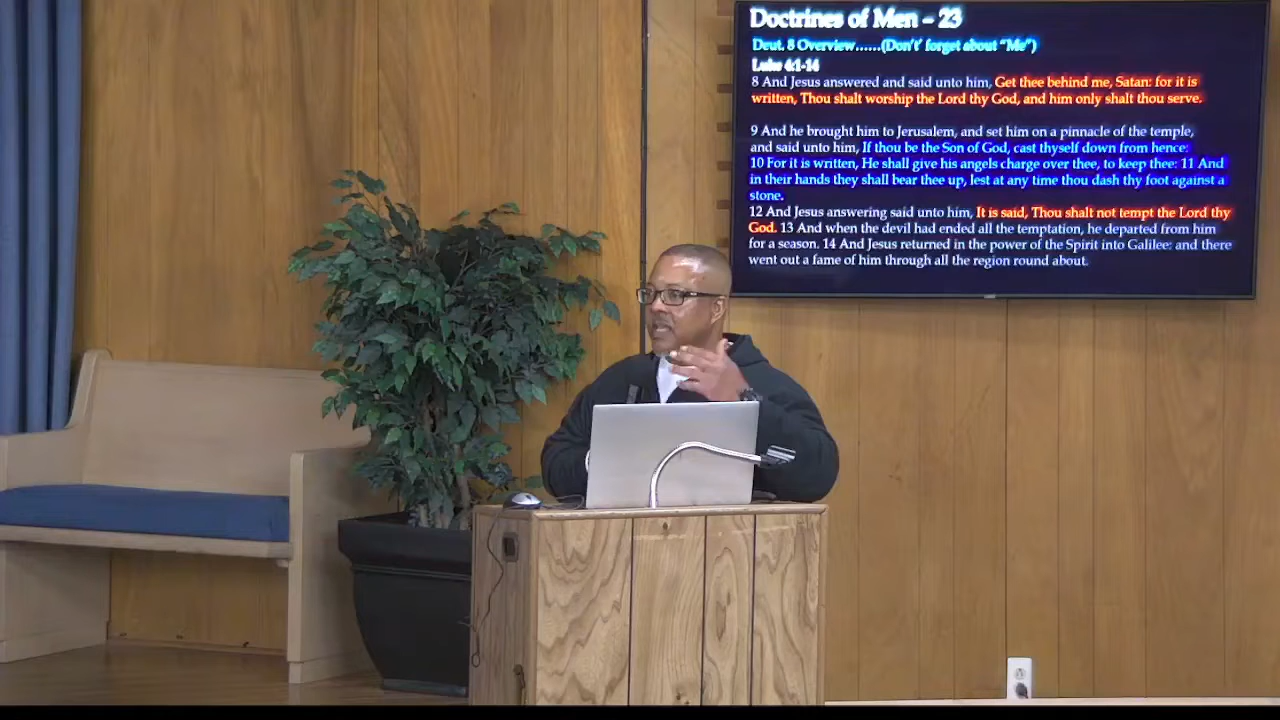 Doctrines of Men – 23
Deut. 8 Overview......(Don't' forget about "Me")
Luke 4:1-14
8 And Jesus answered and said unto him, Get thee behind me, Satan: for it is
written, Thou shalt worship the Lord thy God, and him only shalt thou serve.
9 And he brought him to Jerusalem, and set him on a pinnacle of the temple,
and said unto him, If thou be the Son of God, cast thyself down from hence:
10 For it is written, He shall give his angels charge over thee, to keep thee: 11 And
in their hands they shall bear thee up, lest at any time thou dash thy foot against a
stone.
12 And Jesus answering said unto him, It is said, Thou shalt not tempt the Lord thy
God. 13 And when the devil had ended all the temptation, he departed from him
for a season. 14 And Jesus returned in the power of the Spirit into Galilee: and there
went out a fame of him through all the region round about.